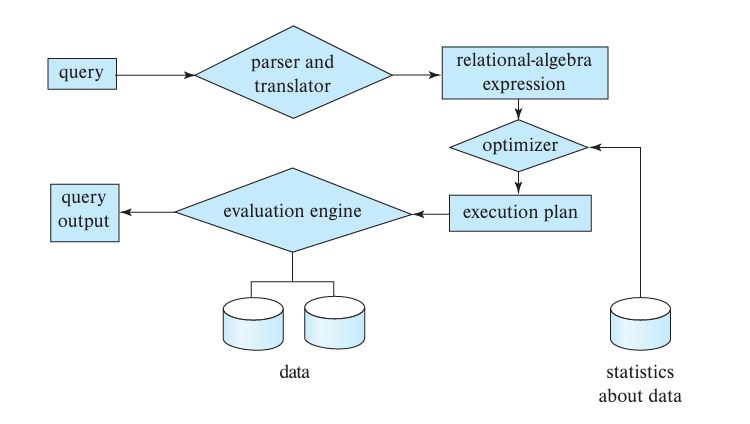 query
parser and
translator
relational-algebra
expression
optimizer
query
output
evaluation engine
execution plan
data
statistics
about data